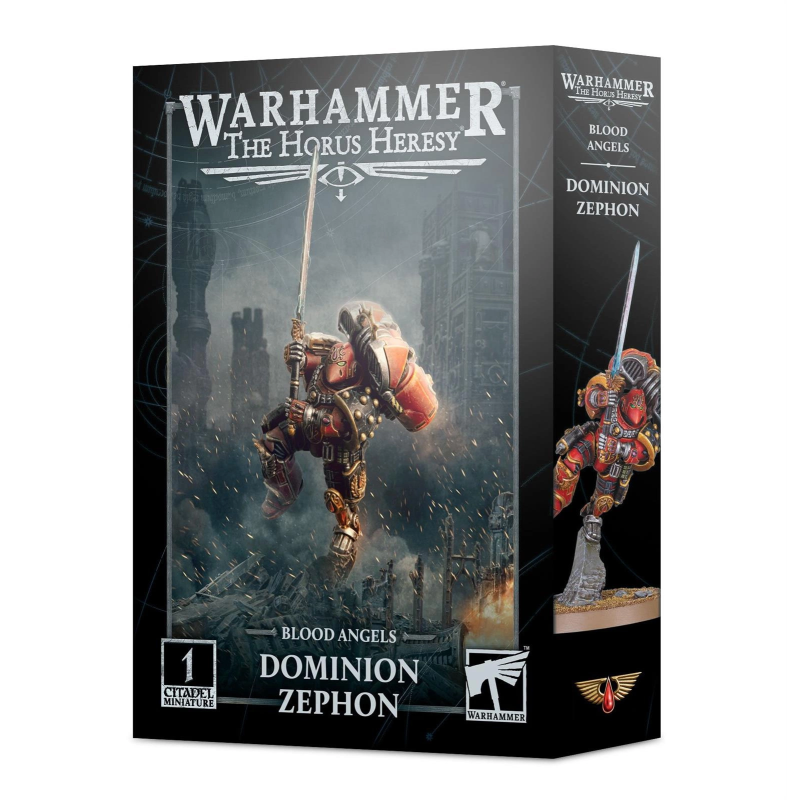 WARHAMMER®
THE HORUS HERESY®
BLOOD ANGELS
DOMINION
ZEPHON
1
CITADEL
MINIATURE
WARHAMMER™
WARHAMMER
THE HORUS HERESY
BLOOD
ANGELS
DOMINION
ZEPHON